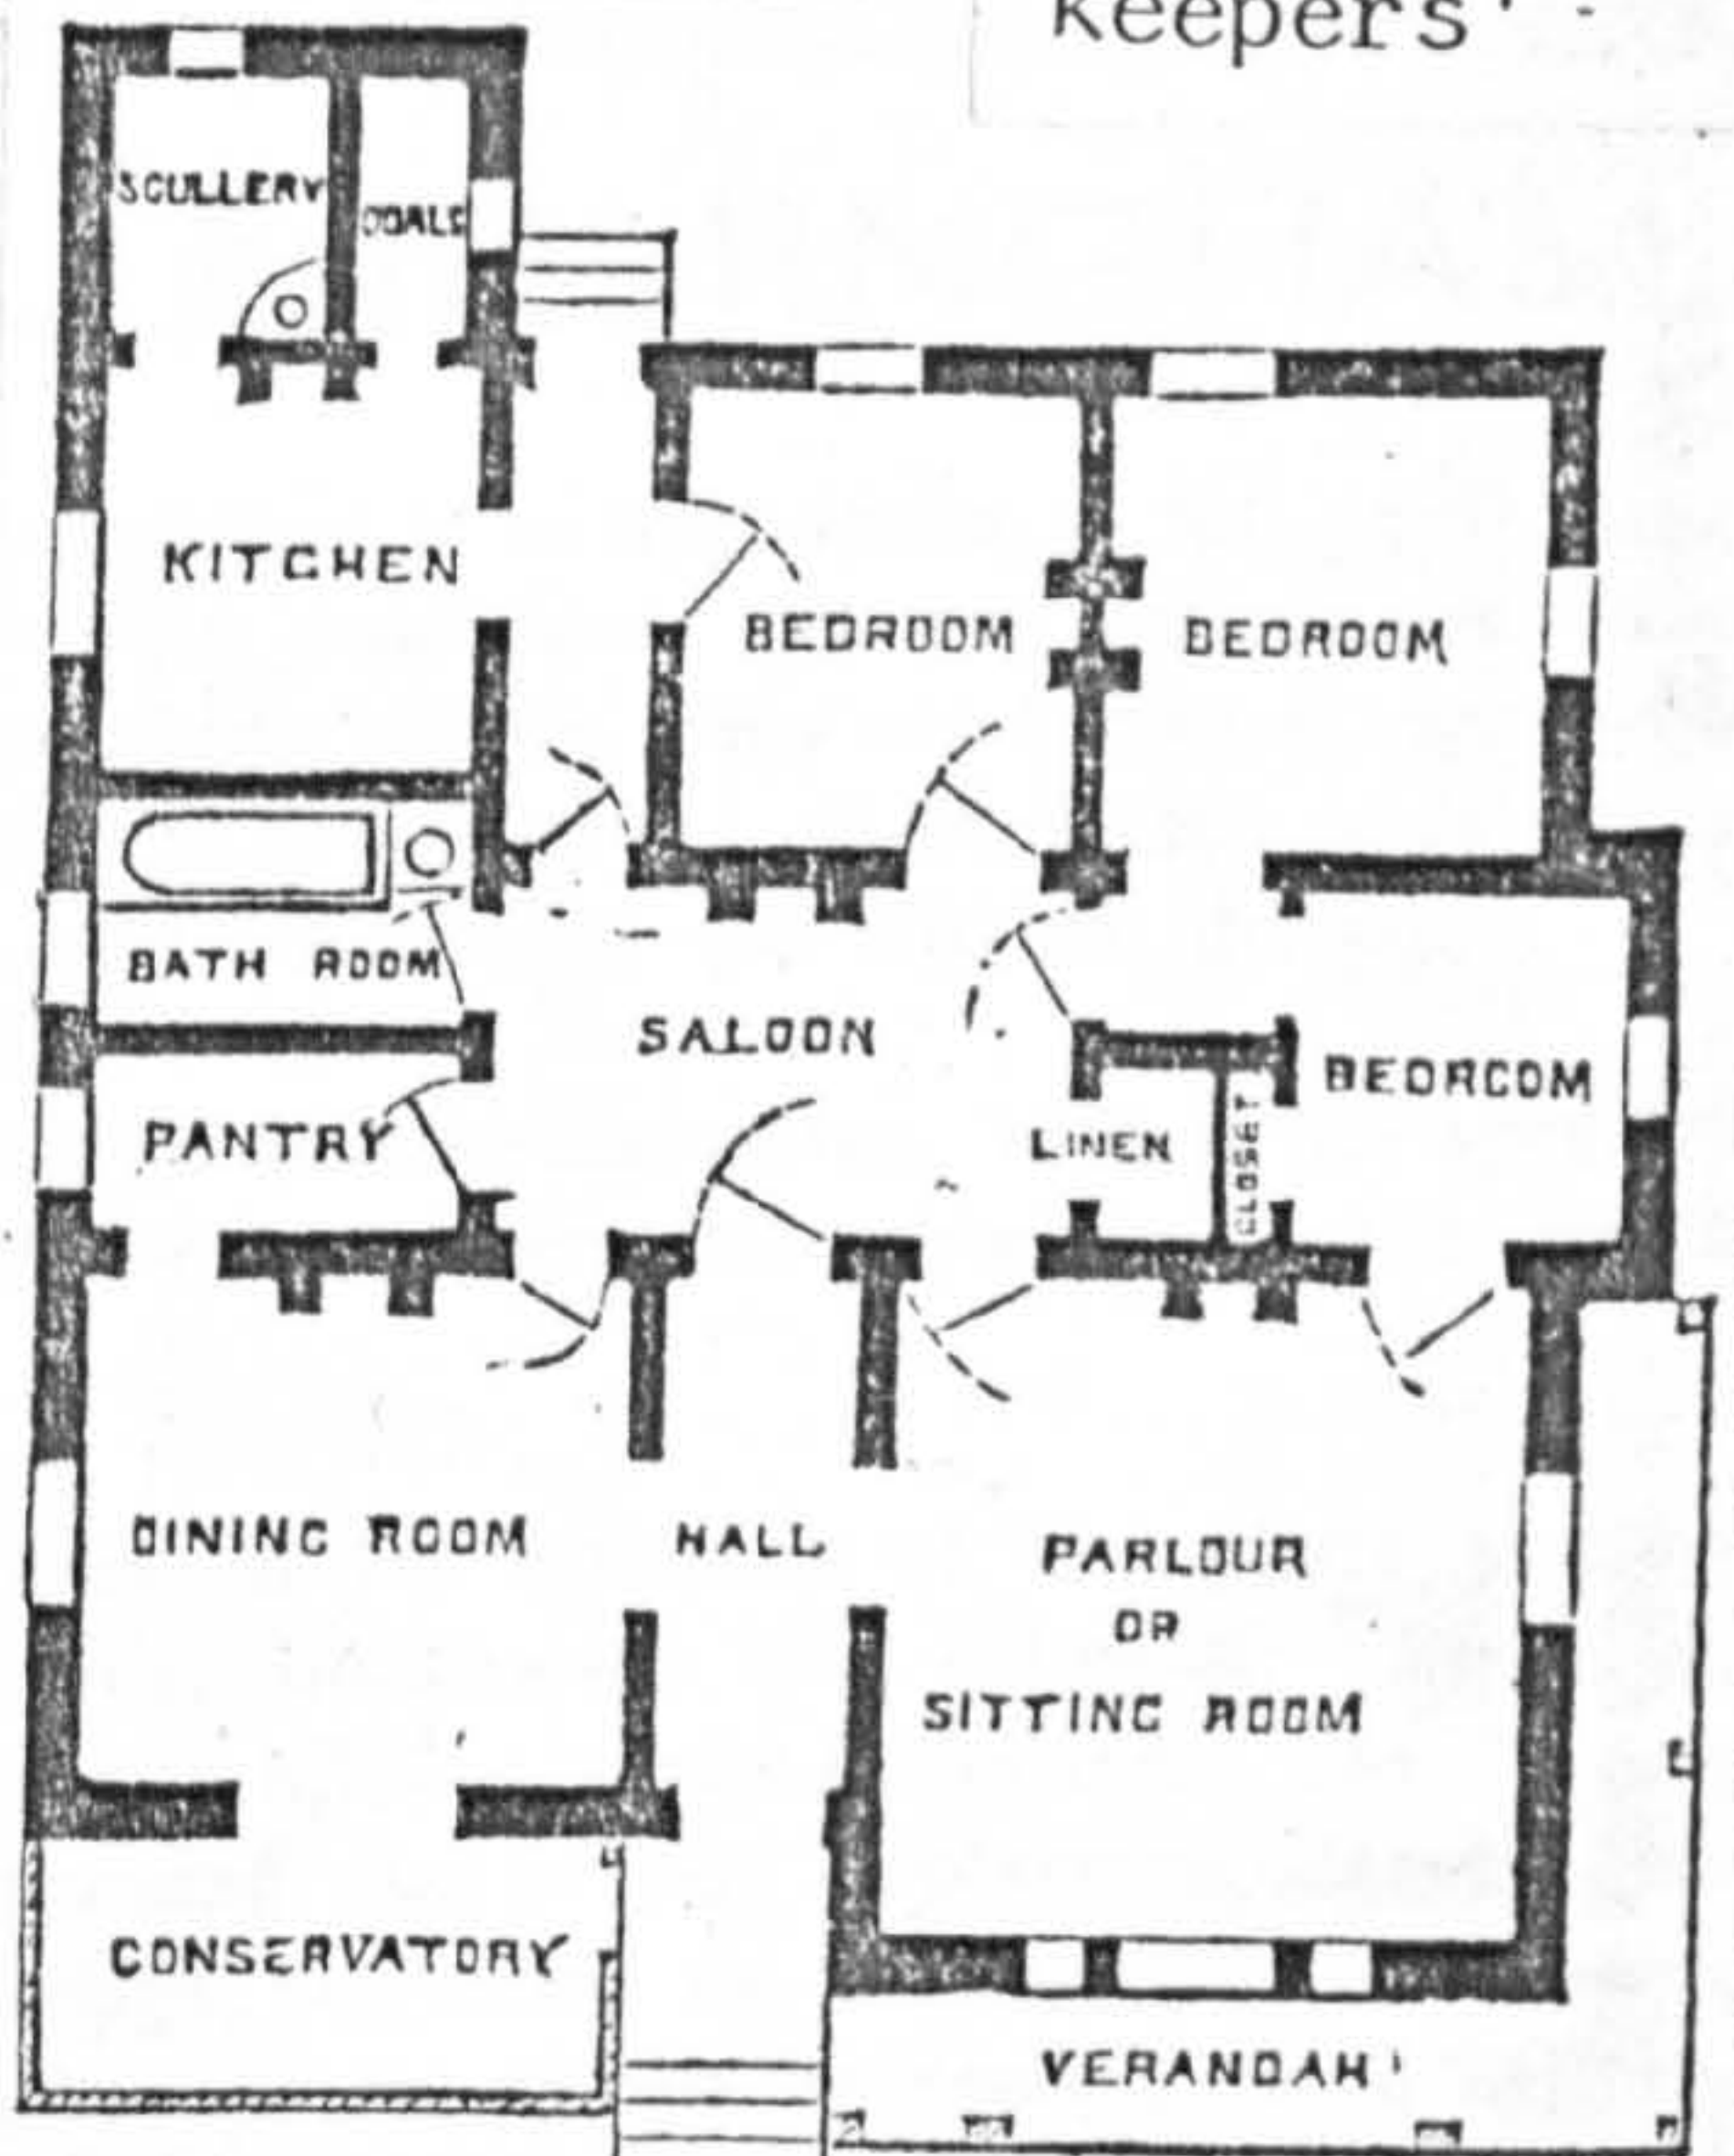 Keepers'
SCULLERY
COALS
KITCHEN
BEDROOM
BEDROOM
BATH ROOM
SALOON
BEDROOM
PANTRY
LINEN
CLOSET
DINING ROOM
HALL
PARLOUR
OR
SITTING ROOM
CONSERVATORY
VERANDAH